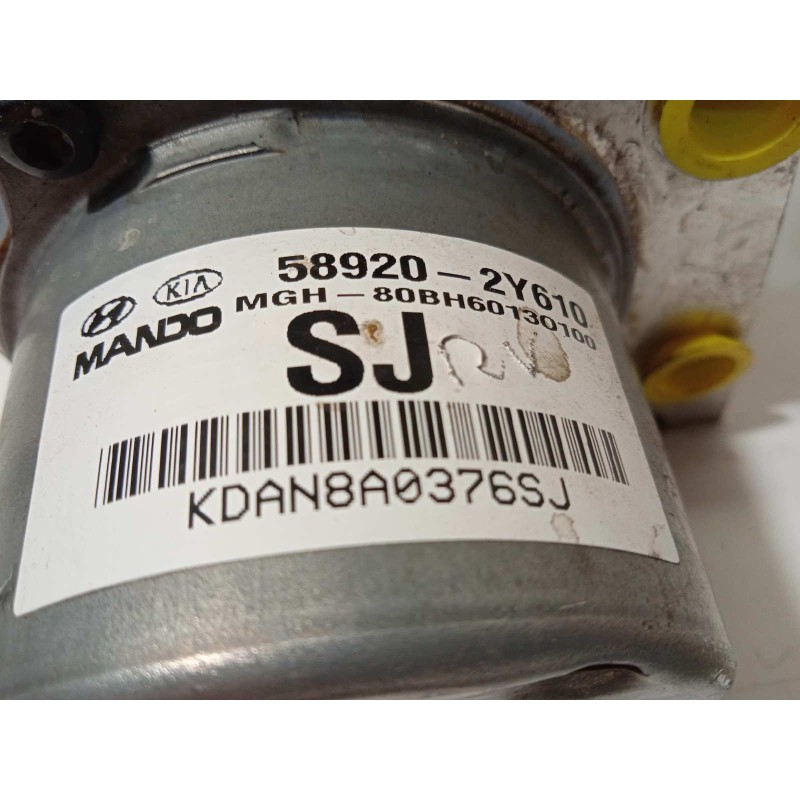 KIA 58920-2Y610
MANDO MGH-80BH60130100
SJ
KDAN8A0376SJ